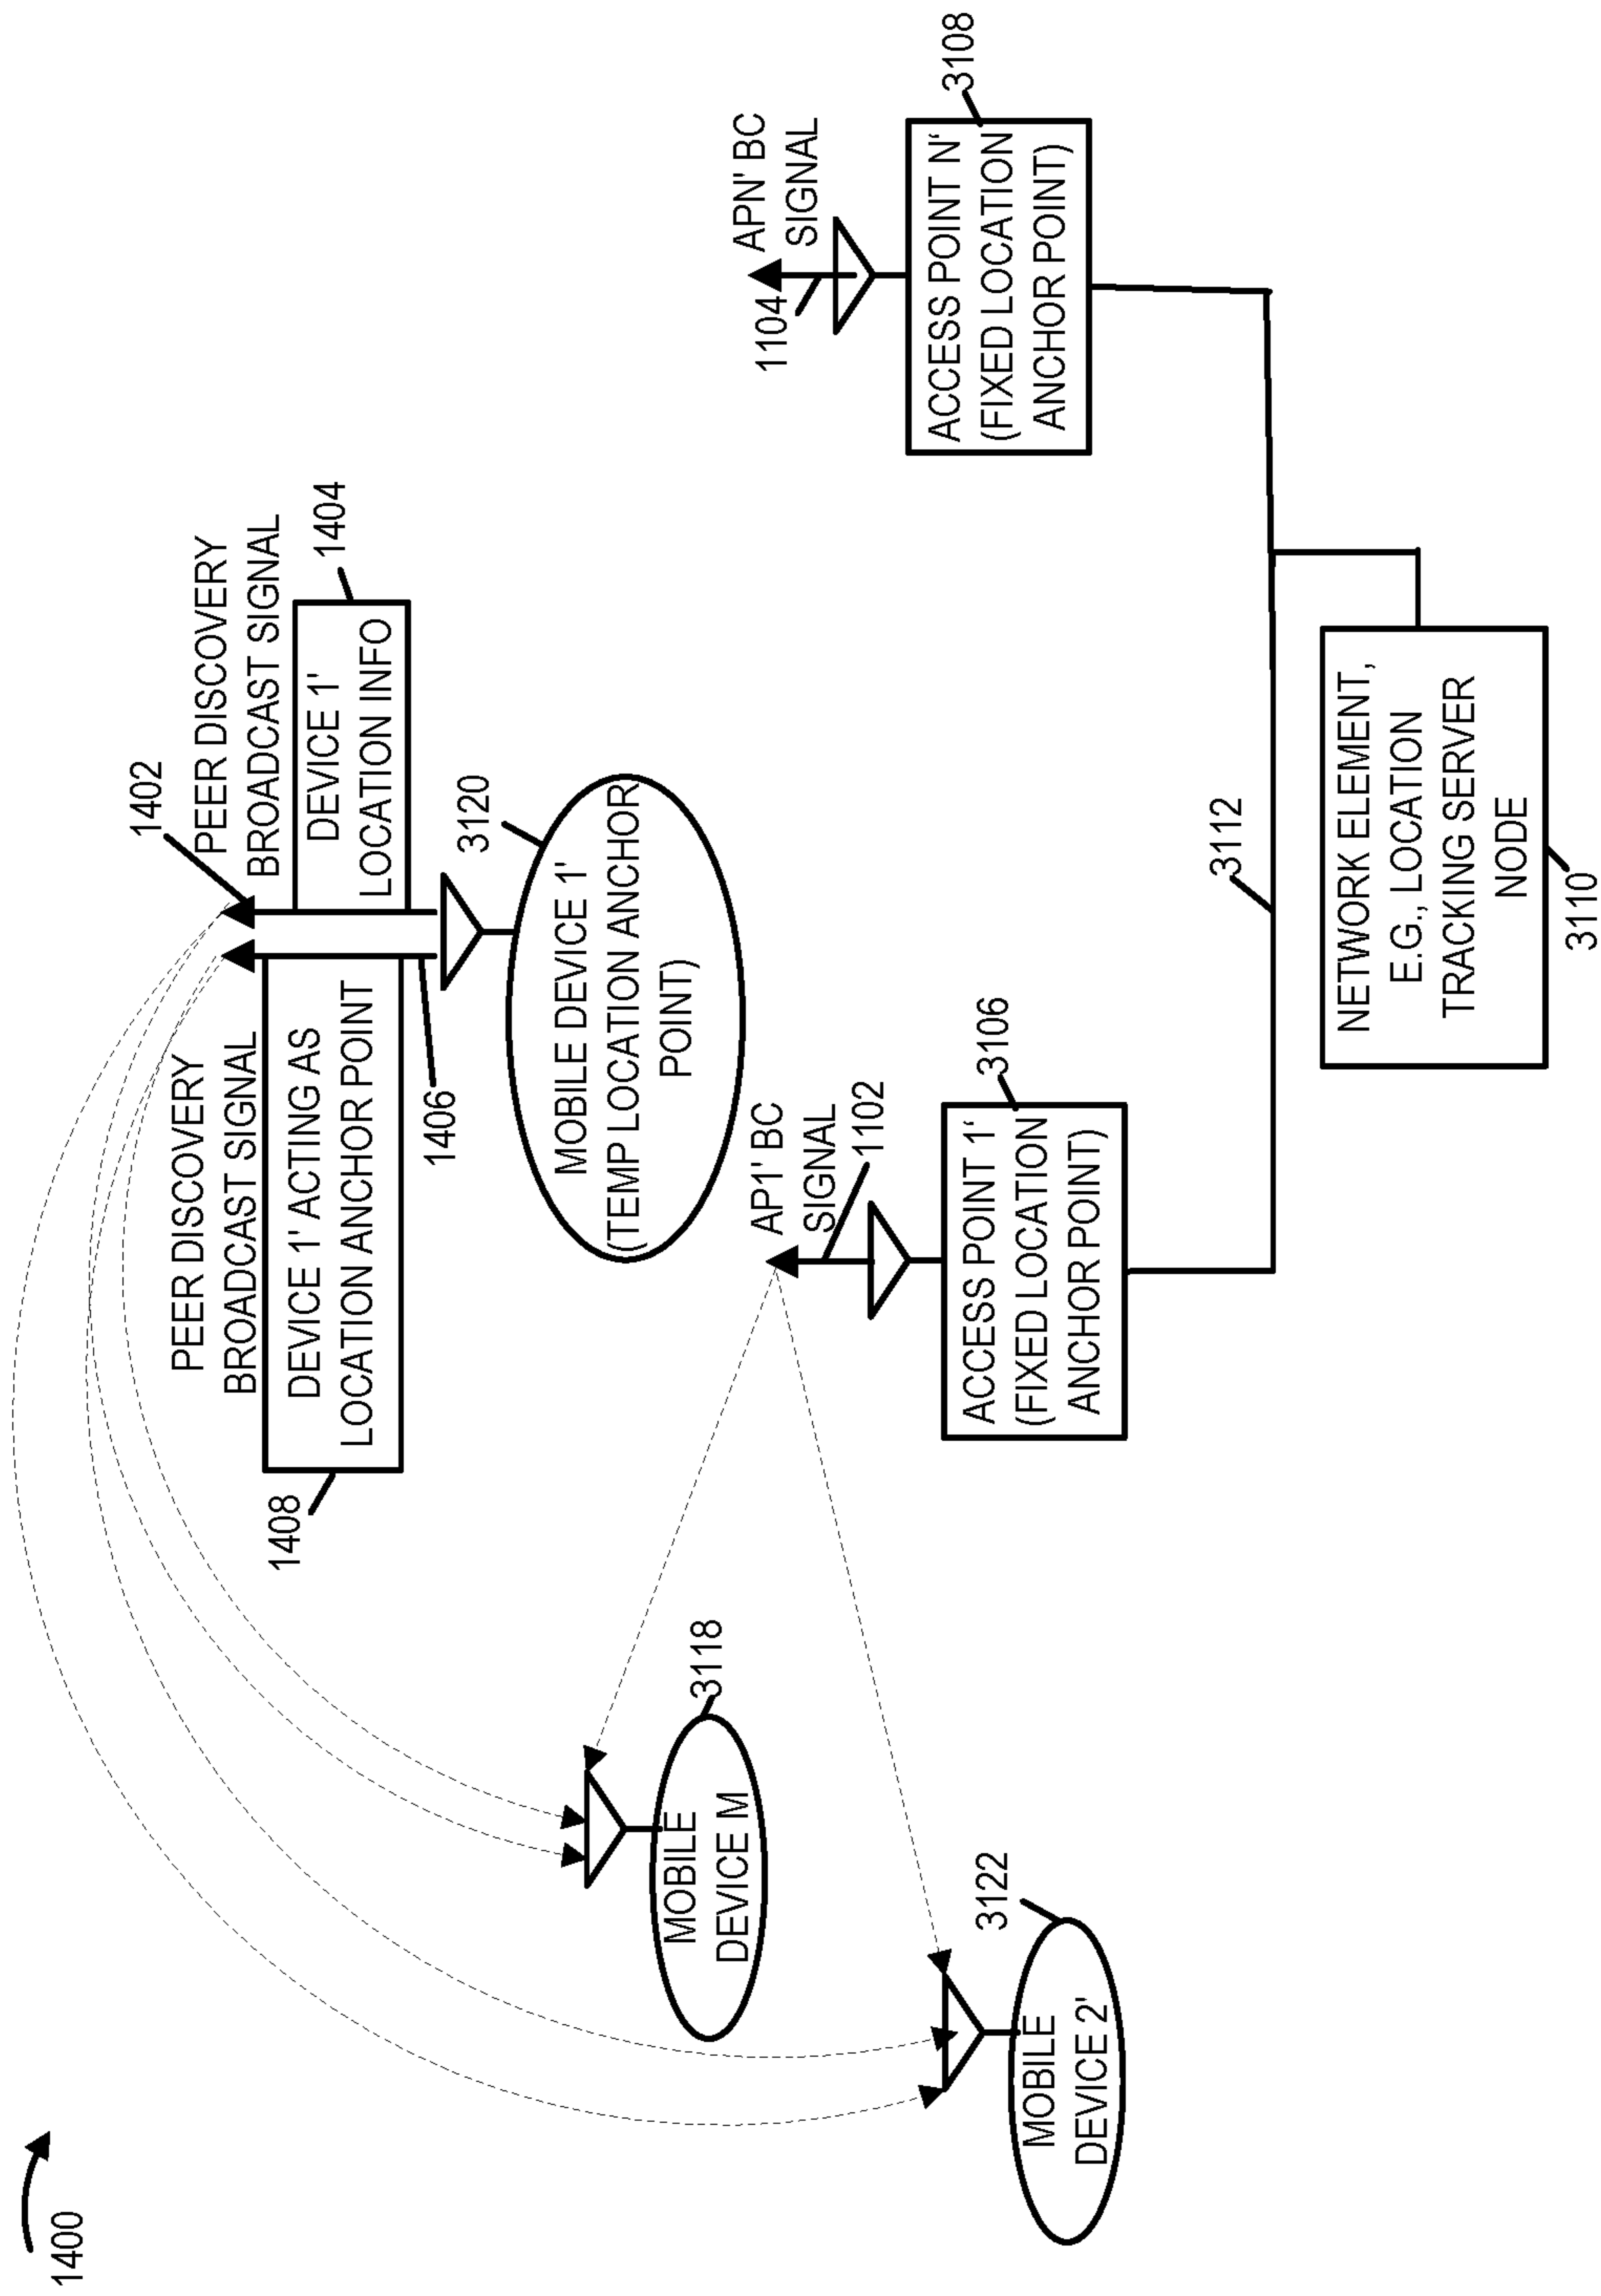 1400
1402
PEER DISCOVERY
BROADCAST SIGNAL
1404
DEVICE 1'
LOCATION INFO
PEER DISCOVERY
BROADCAST SIGNAL
DEVICE 1' ACTING AS
LOCATION ANCHOR POINT
1408
1406
3120
MOBILE DEVICE 1'
(TEMP LOCATION ANCHOR
POINT)
3118
MOBILE
DEVICE M
3122
MOBILE
DEVICE 2'
AP1' BC
SIGNAL
1102
3106
ACCESS POINT 1'
(FIXED LOCATION
ANCHOR POINT)
APN' BC
SIGNAL
1104
3108
ACCESS POINT N'
(FIXED LOCATION
ANCHOR POINT)
3112
NETWORK ELEMENT,
E.G., LOCATION
TRACKING SERVER
NODE
3110